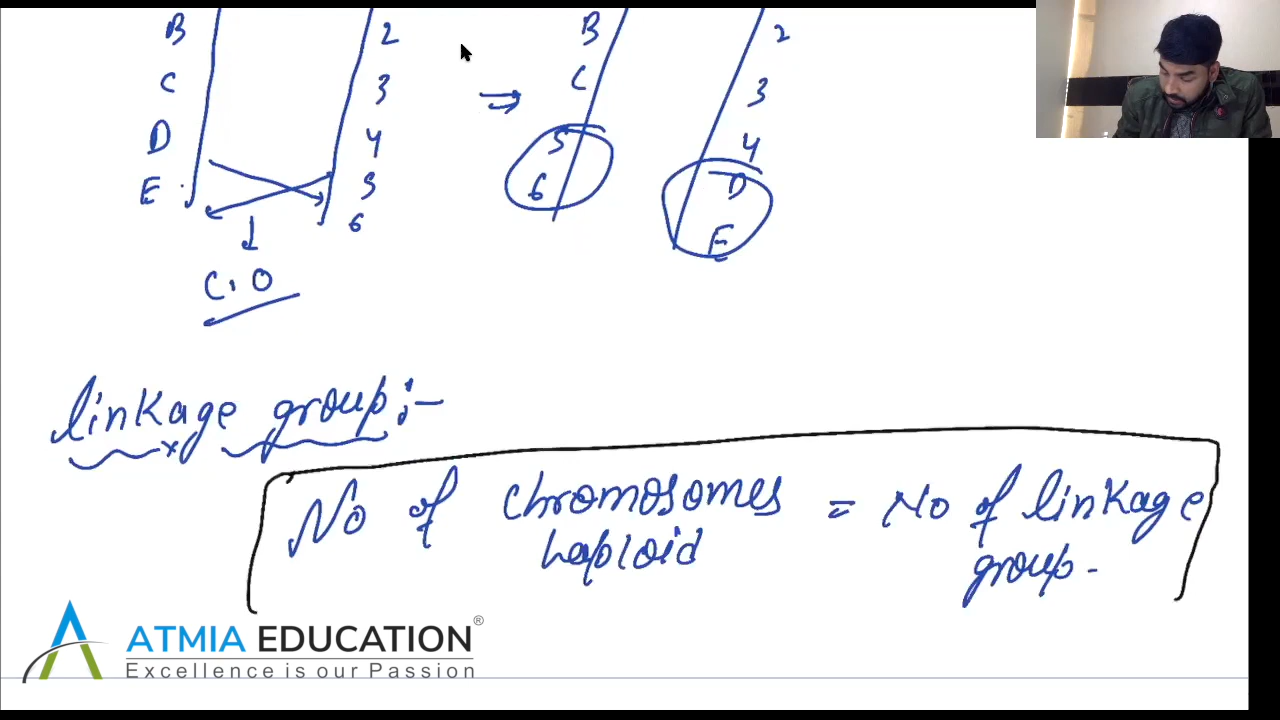 B 2 B 2
C 3 C 3
D 4 5 4
E 5 6 D
6 E
C.O
linkage group:-
No of chromosomes = No of linkage
haploid group.
ATMIA EDUCATION®
Excellence is our Passion